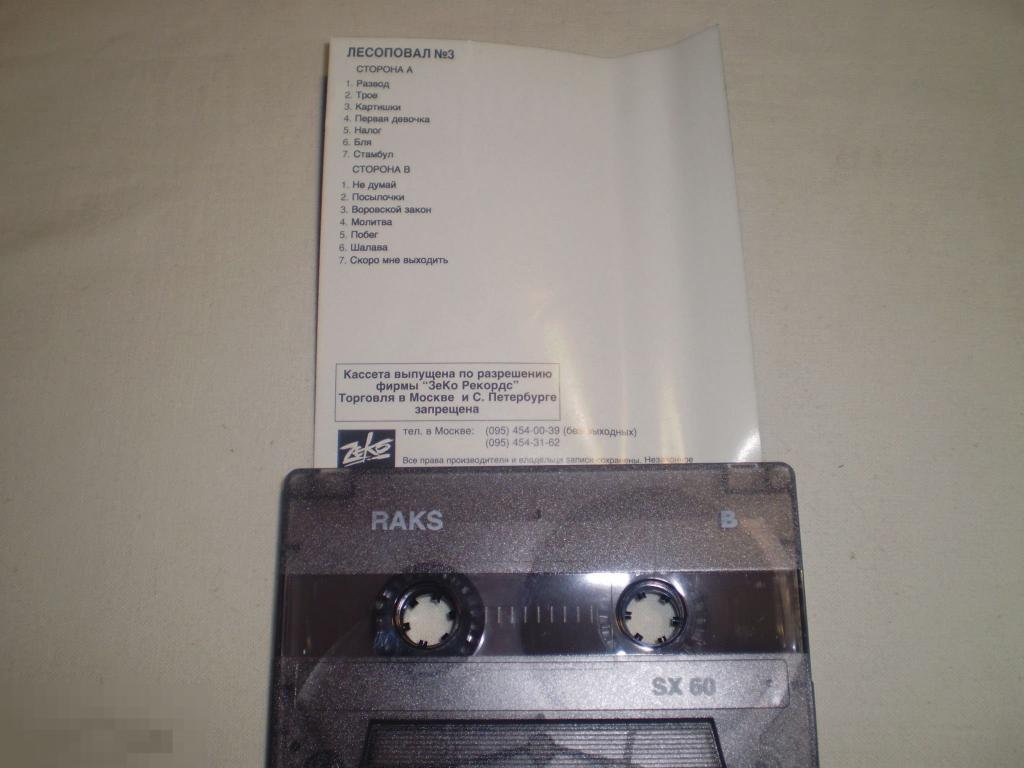 ЛЕСОПОВАЛ №3
СТОРОНА А
1. Развод
2. Трое
3. Картишки
4. Первая девочка
5. Налог
6. Бля
7. Стамбул
СТОРОНА В
1. Не думай
2. Посылочки
3. Воровской закон
4. Молитва
5. Побег
6. Шалава
7. Скоро мне выходить
Кассета выпущена по разрешению
фирмы "ЗеКо Рекордс"
Торговля в Москве и С. Петербурге
запрещена
ZeKo
тел. в Москве: (095) 454-00-39 (без выходных)
(095) 454-31-62
Все права производителя и владельца записи сохранены. Незаконное
RAKS B
SX 60